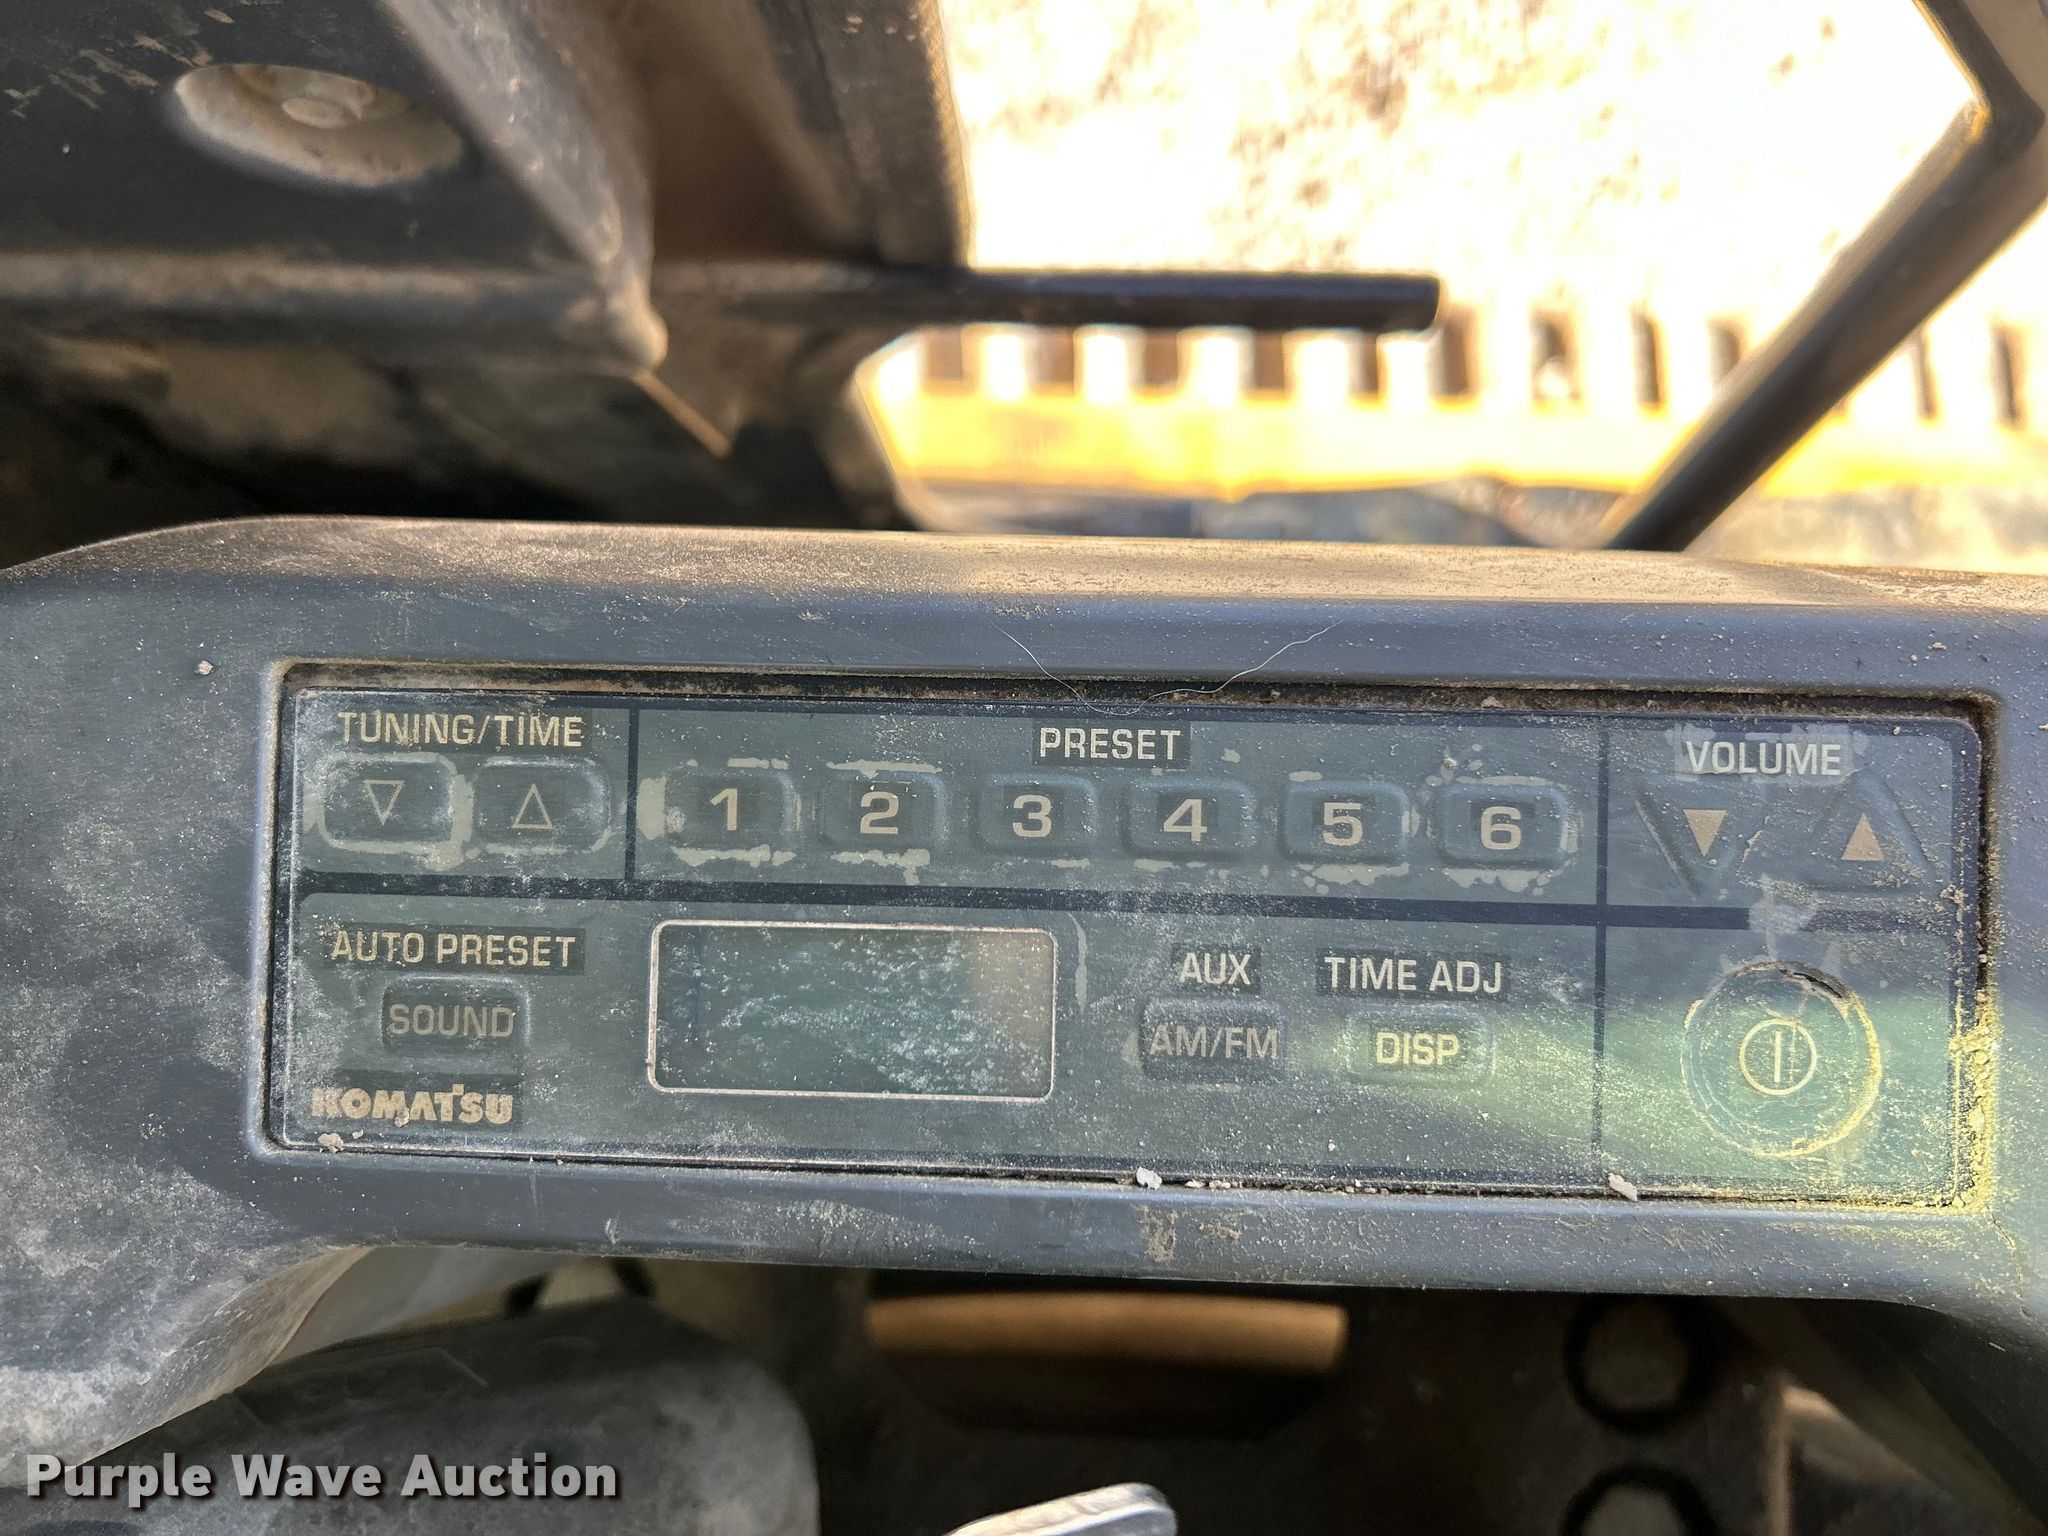 TUNING/TIME
PRESET
VOLUME
1 2 3 4 5 6
AUTO PRESET
SOUND
KOMATSU
AUX
AM/FM
TIME ADJ
DISP
Purple Wave Auction